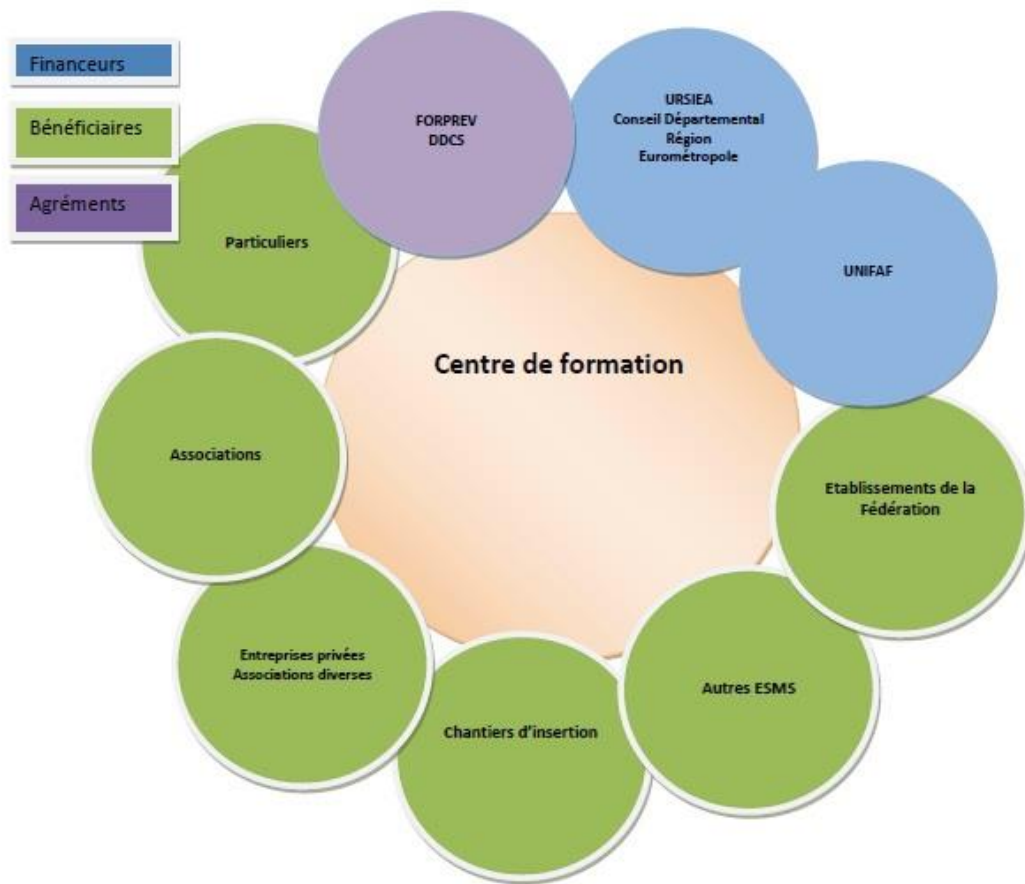 Financeurs
Bénéficiaires
Agréments
FORPREV
DDCS
URSIEA
Conseil Départemental
Région
Eurométropole
UNIFAF
Particuliers
Centre de formation
Associations
Etablissements de la
Fédération
Entreprises privées
Associations diverses
Autres ESMS
Chantiers d'insertion